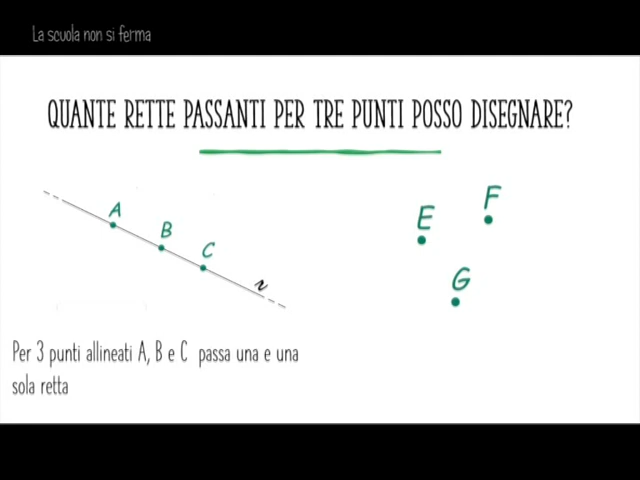 La scuola non si ferma
QUANTE RETTE PASSANTI PER TRE PUNTI POSSO DISEGNARE?
A
B
C
r
E
F
G
Per 3 punti allineati A, B e C passa una e una
sola retta